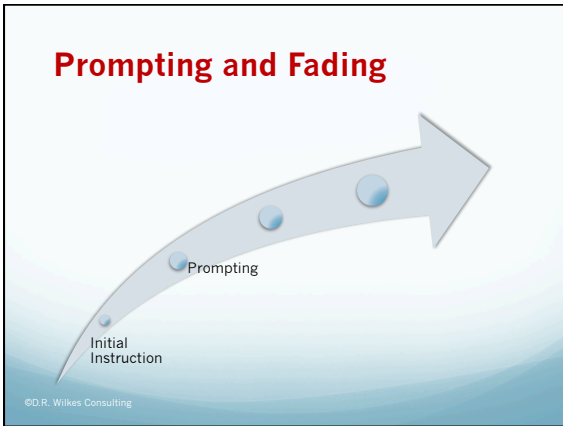 Prompting and Fading
Prompting
Initial
Instruction
©D.R. Wilkes Consulting